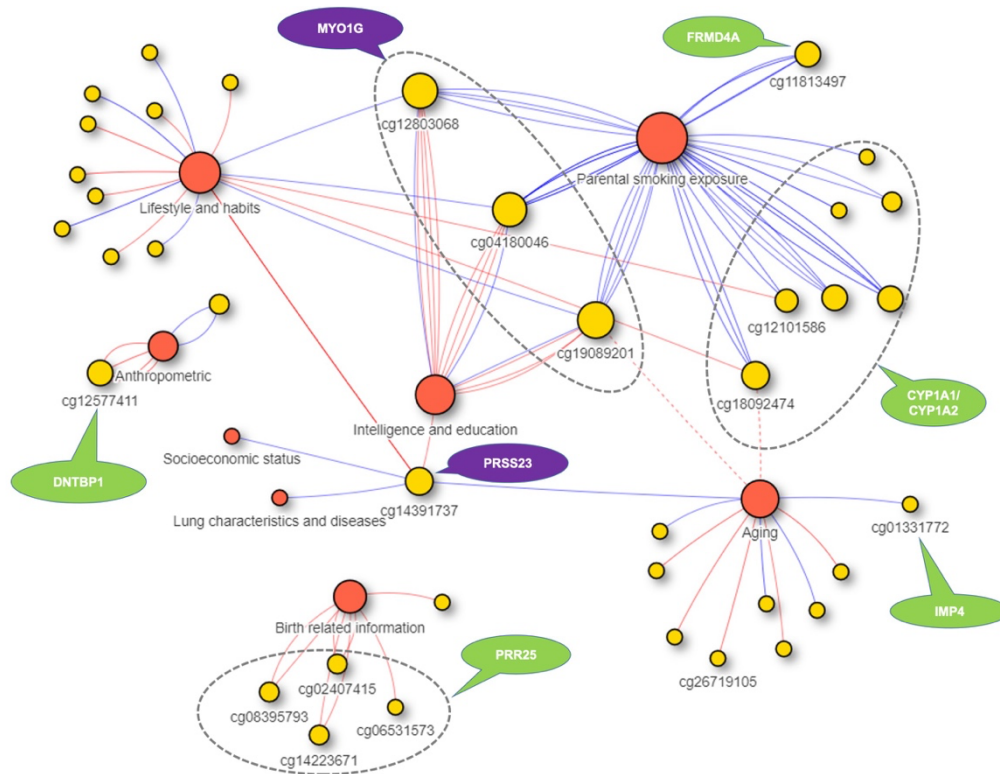 MYO1G
FRMD4A
cg11813497
cg12803068
Parental smoking exposure
Lifestyle and habits
cg04180046
cg12101586
cg19089201
Anthropometric
cg12577411
cg18092474
CYP1A1/
CYP1A2
Intelligence and education
Socioeconomic status
PRSS23
DNTBP1
cg14391737
Lung characteristics and diseases
Aging
cg01331772
IMP4
Birth related information
PRR25
cg02407415
cg26719105
cg08395793
cg06531573
cg14223671